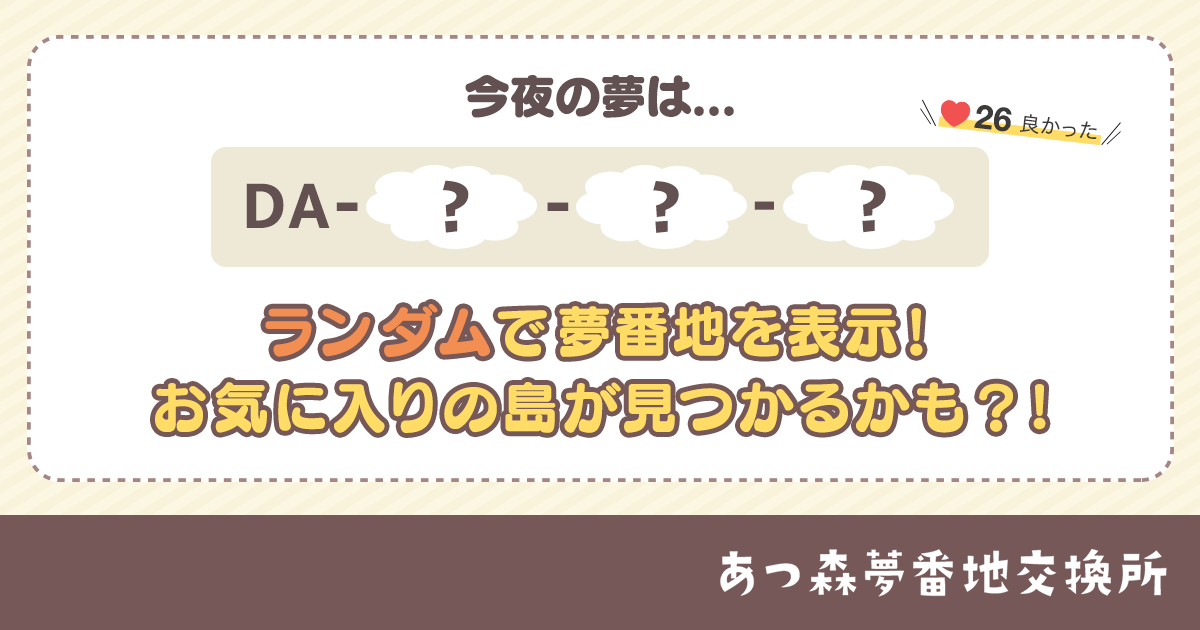 今夜の夢は...
26 良かった
DA-?-?-?
ランダムで夢番地を表示!
お気に入りの島が見つかるかも?!
あつ森夢番地交換所